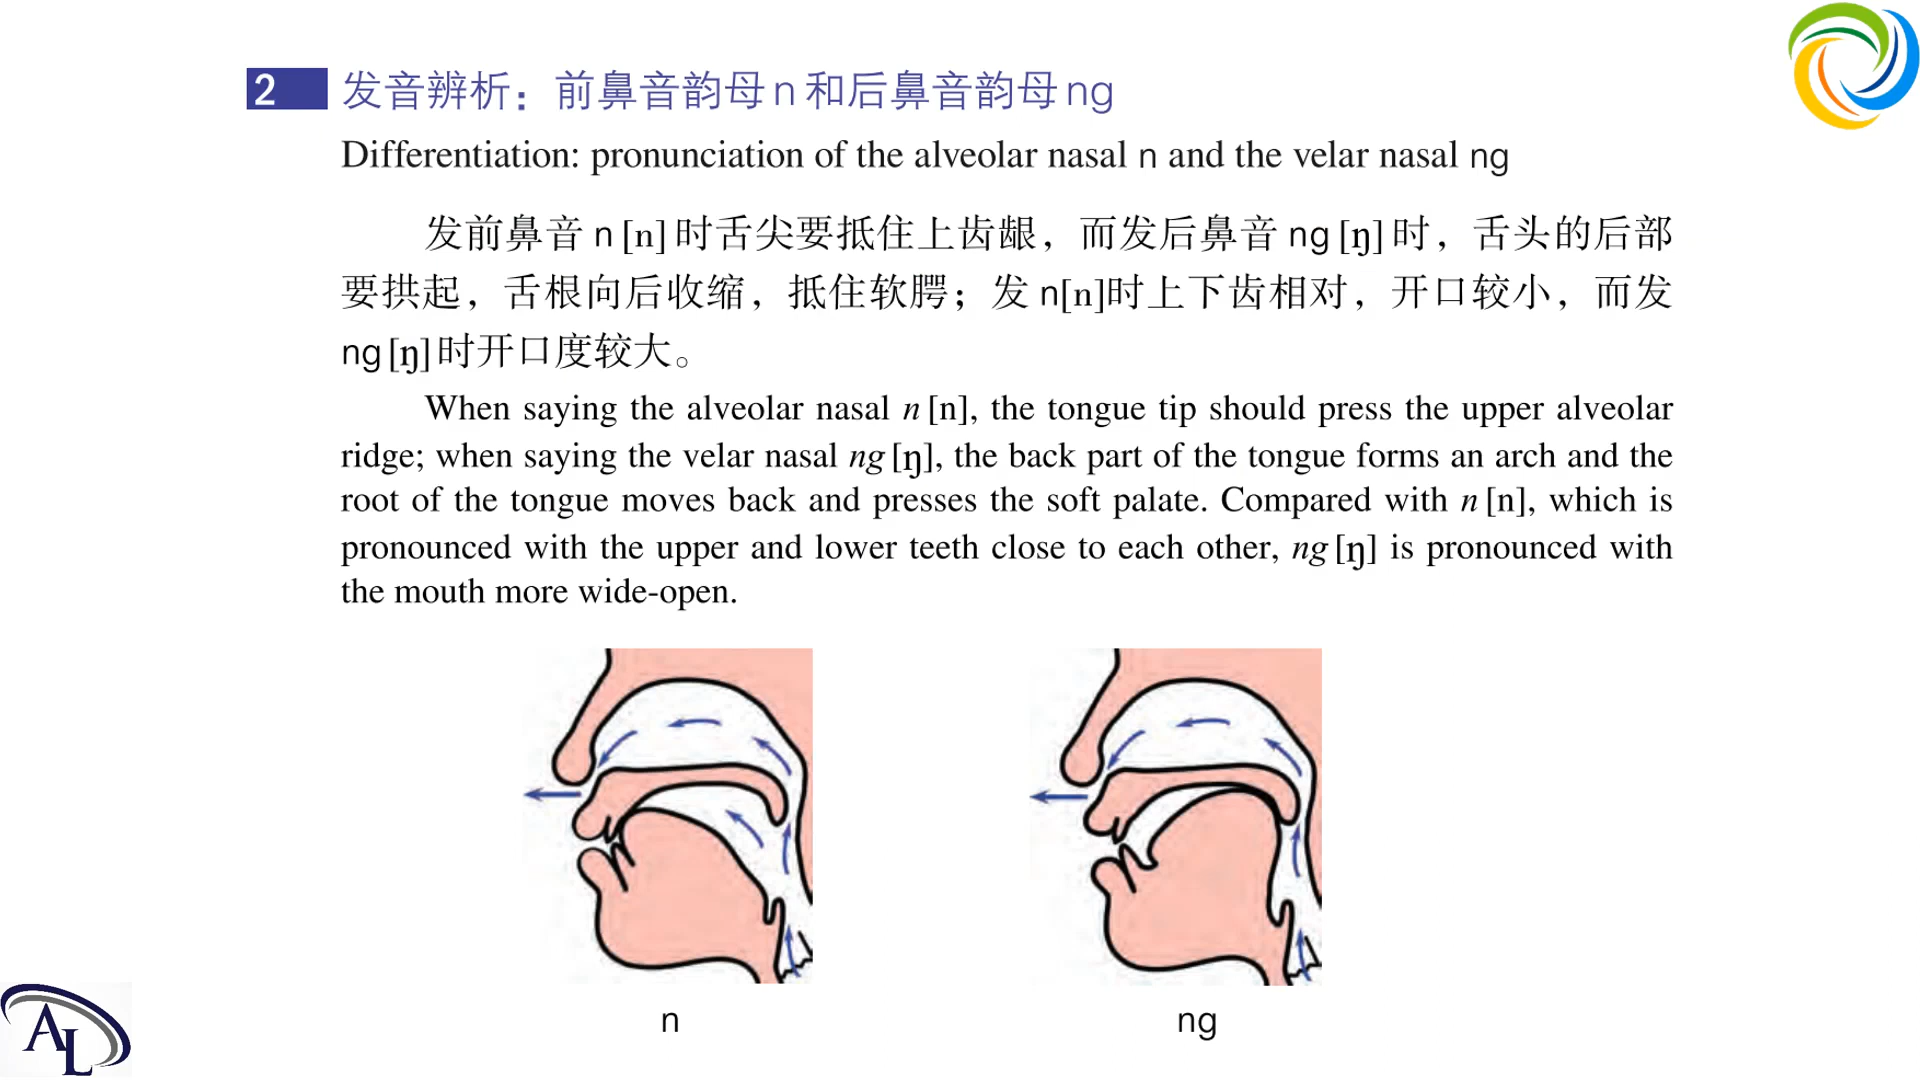 2 发音辨析：前鼻音韵母 n 和后鼻音韵母 ng
Differentiation: pronunciation of the alveolar nasal n and the velar nasal ng
发前鼻音 n [n] 时舌尖要抵住上齿龈，而发后鼻音 ng [ŋ] 时，舌头的后部
要拱起，舌根向后收缩，抵住软腭；发 n[n]时上下齿相对，开口较小，而发
ng [ŋ]时开口度较大。
When saying the alveolar nasal n [n], the tongue tip should press the upper alveolar
ridge; when saying the velar nasal ng [ŋ], the back part of the tongue forms an arch and the
root of the tongue moves back and presses the soft palate. Compared with n [n], which is
pronounced with the upper and lower teeth close to each other, ng [ŋ] is pronounced with
the mouth more wide-open.
n
ng
AL